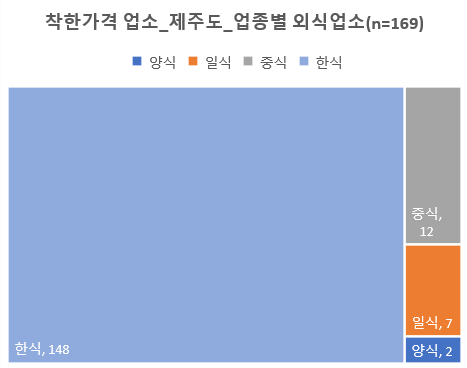 착한가격 업소_제주도_업종별 외식업소(n=169)
양식 일식 중식 한식
중식,
12
일식, 7
한식, 148
양식, 2